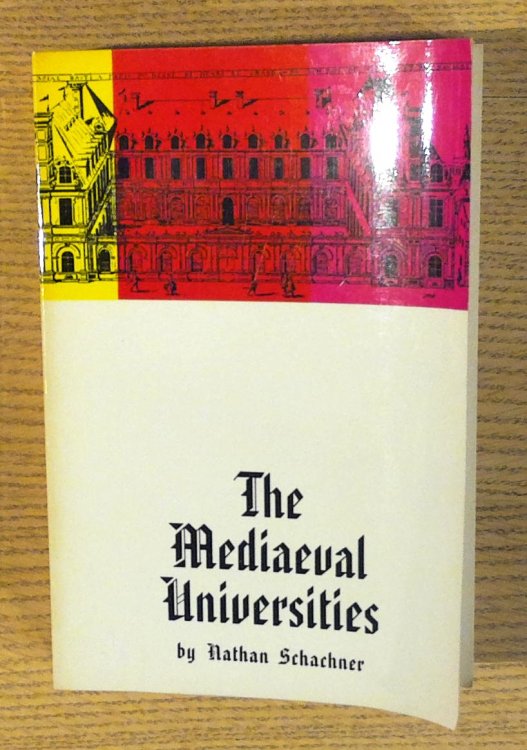 The
Mediaeval
Universities
by Nathan Schachner